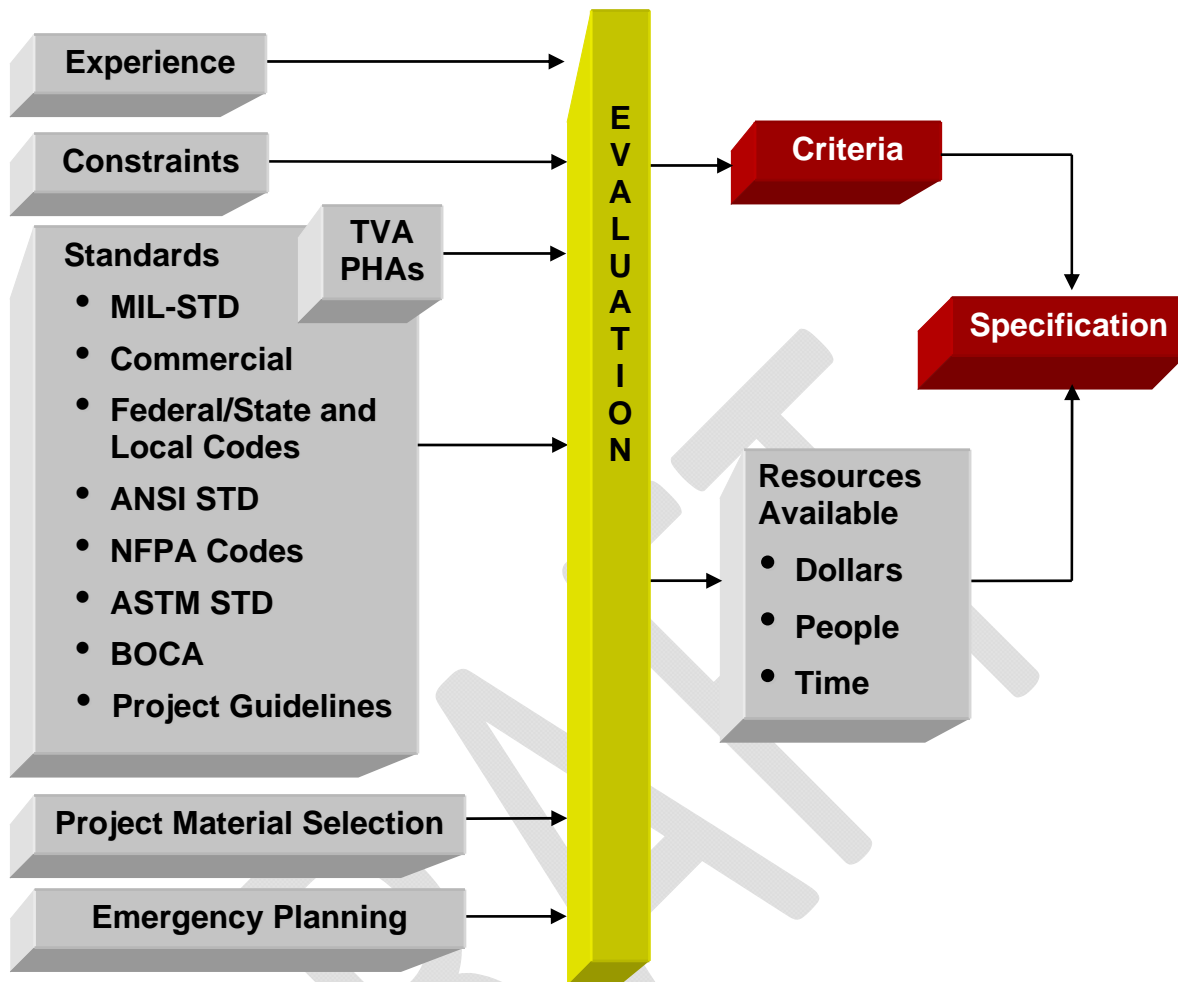 Experience
Constraints
TVA
PHAs
Standards
• MIL-STD
• Commercial
• Federal/State and
Local Codes
• ANSI STD
• NFPA Codes
• ASTM STD
• BOCA
• Project Guidelines
Project Material Selection
Emergency Planning
E
V
A
L
U
A
T
I
O
N
Criteria
Specification
Resources
Available
• Dollars
• People
• Time
DRAFT